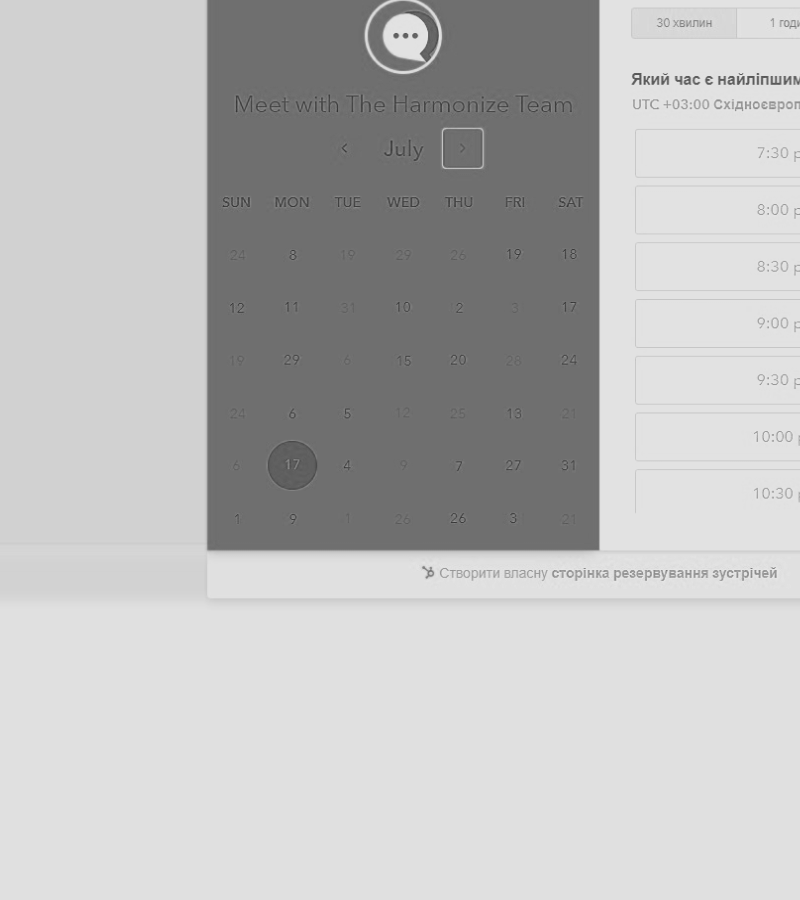 Meet with The Harmonize Team
July
SUN MON TUE WED THU FRI SAT
24 8 19 29 26 19 18
12 11 31 10 2 3 17
19 29 6 15 20 28 24
24 6 5 12 25 13 21
6 17 4 9 7 27 31
1 9 1 26 26 3 21
30 хвилин
1
Який час є найліпшим
UTC +03:00
7:30
8:00
8:30
9:00
9:30
10:00
10:30
Створити власну сторінка резервування зустрічей